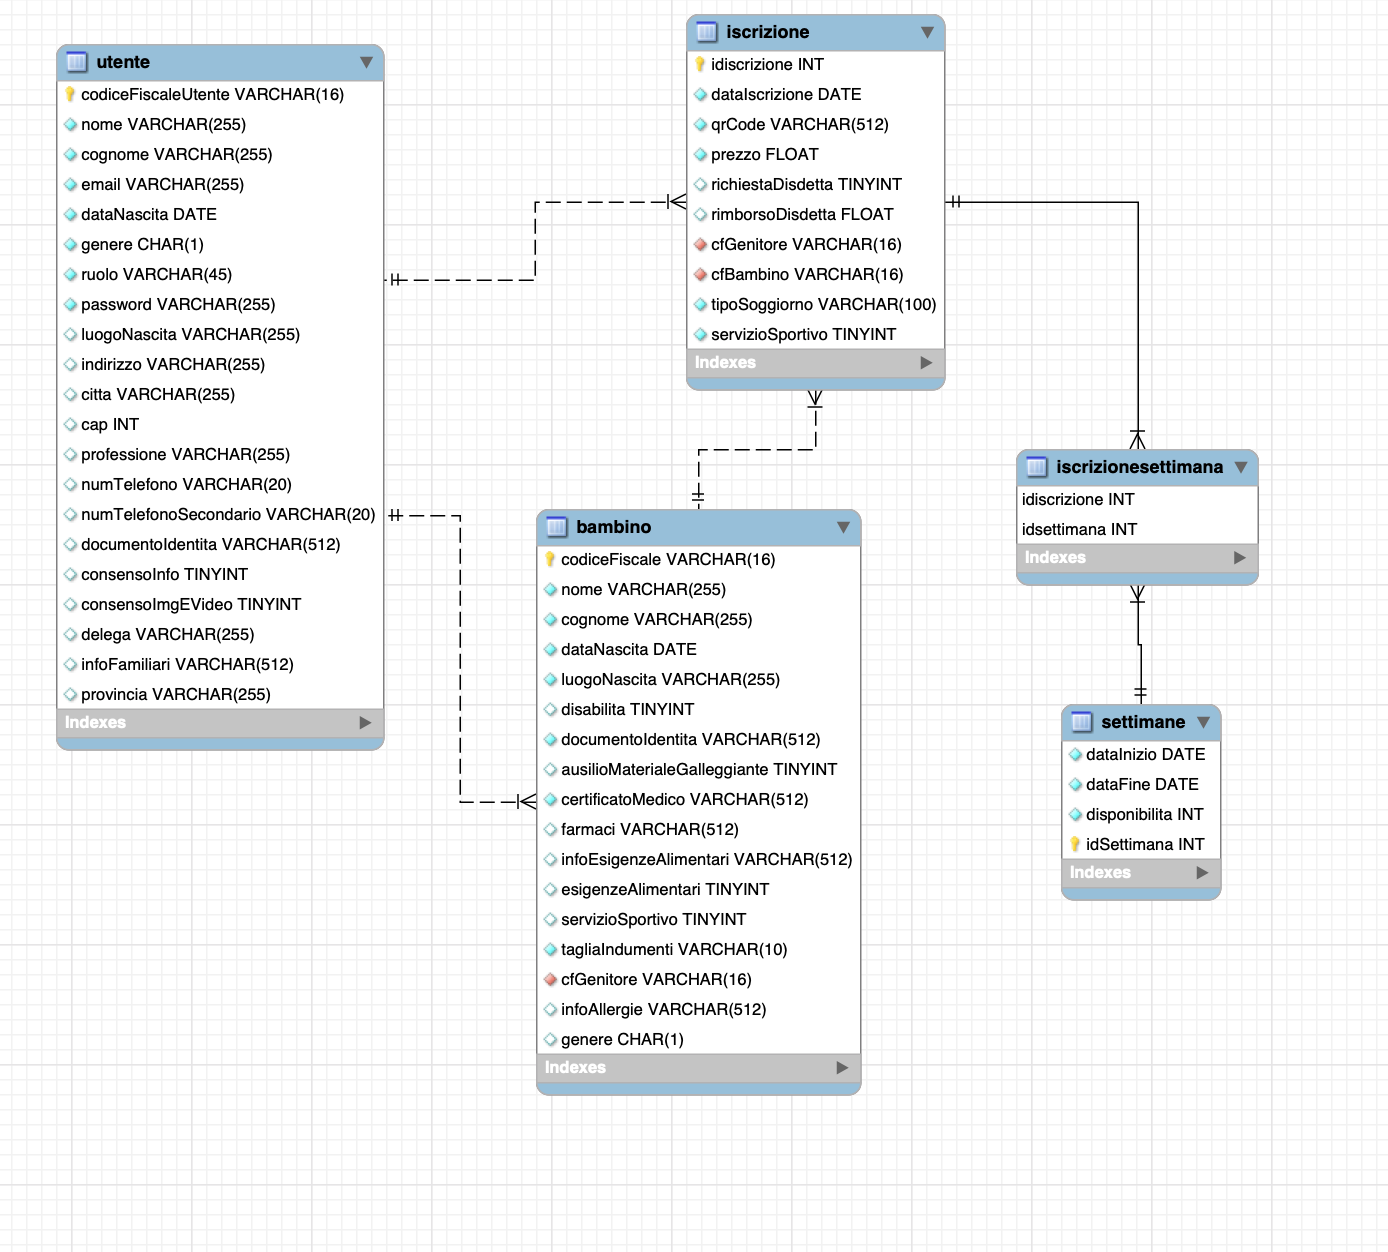 utente
codiceFiscaleUtente VARCHAR(16)
nome VARCHAR(255)
cognome VARCHAR(255)
email VARCHAR(255)
dataNascita DATE
genere CHAR(1)
ruolo VARCHAR(45)
password VARCHAR(255)
luogoNascita VARCHAR(255)
indirizzo VARCHAR(255)
citta VARCHAR(255)
cap INT
professione VARCHAR(255)
numTelefono VARCHAR(20)
numTelefonoSecondario VARCHAR(20)
documentoIdentita VARCHAR(512)
consensoInfo TINYINT
consensoImgEVideo TINYINT
delega VARCHAR(255)
infoFamiliari VARCHAR(512)
provincia VARCHAR(255)
Indexes
iscrizione
idiscrizione INT
dataIscrizione DATE
qrCode VARCHAR(512)
prezzo FLOAT
richiestaDisdetta TINYINT
rimborsoDisdetta FLOAT
cfGenitore VARCHAR(16)
cfBambino VARCHAR(16)
tipoSoggiorno VARCHAR(100)
servizioSportivo TINYINT
Indexes
bambino
codiceFiscale VARCHAR(16)
nome VARCHAR(255)
cognome VARCHAR(255)
dataNascita DATE
luogoNascita VARCHAR(255)
disabilita TINYINT
documentoIdentita VARCHAR(512)
ausilioMaterialeGalleggiante TINYINT
certificatoMedico VARCHAR(512)
farmaci VARCHAR(512)
infoEsigenzeAlimentari VARCHAR(512)
esigenzeAlimentari TINYINT
servizioSportivo TINYINT
tagliaIndumenti VARCHAR(10)
cfGenitore VARCHAR(16)
infoAllergie VARCHAR(512)
genere CHAR(1)
Indexes
iscrizionesettimana
idiscrizione INT
idsettimana INT
Indexes
settimane
dataInizio DATE
dataFine DATE
disponibilita INT
idSettimana INT
Indexes